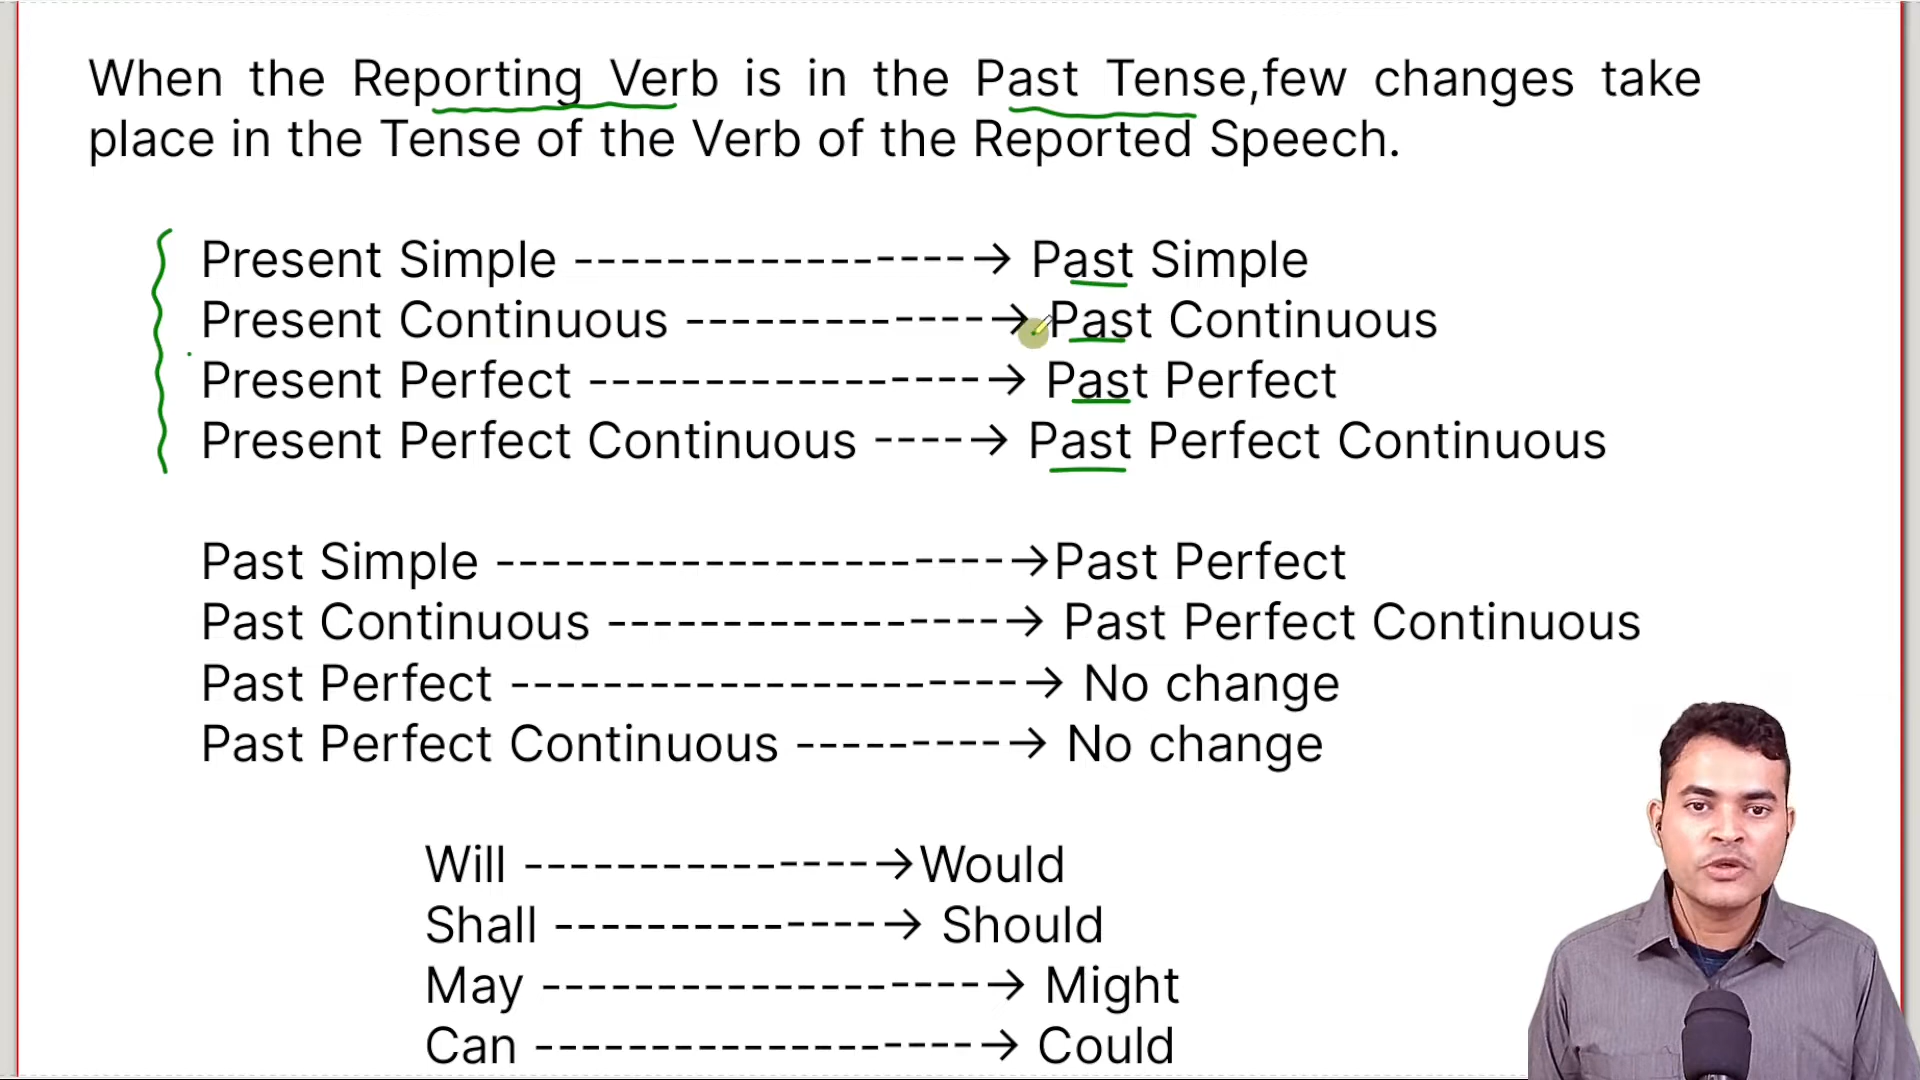 When the Reporting Verb is in the Past Tense,few changes take
place in the Tense of the Verb of the Reported Speech.
Present Simple -----------------→ Past Simple
Present Continuous ---------------→ Past Continuous
Present Perfect -------------------→ Past Perfect
Present Perfect Continuous ----→ Past Perfect Continuous
Past Simple ------------------------→Past Perfect
Past Continuous -------------------→ Past Perfect Continuous
Past Perfect ------------------------→ No change
Past Perfect Continuous -----------→ No change
Will -----------------→Would
Shall ----------------→ Should
May ---------------------→ Might
Can ---------------------→ Could